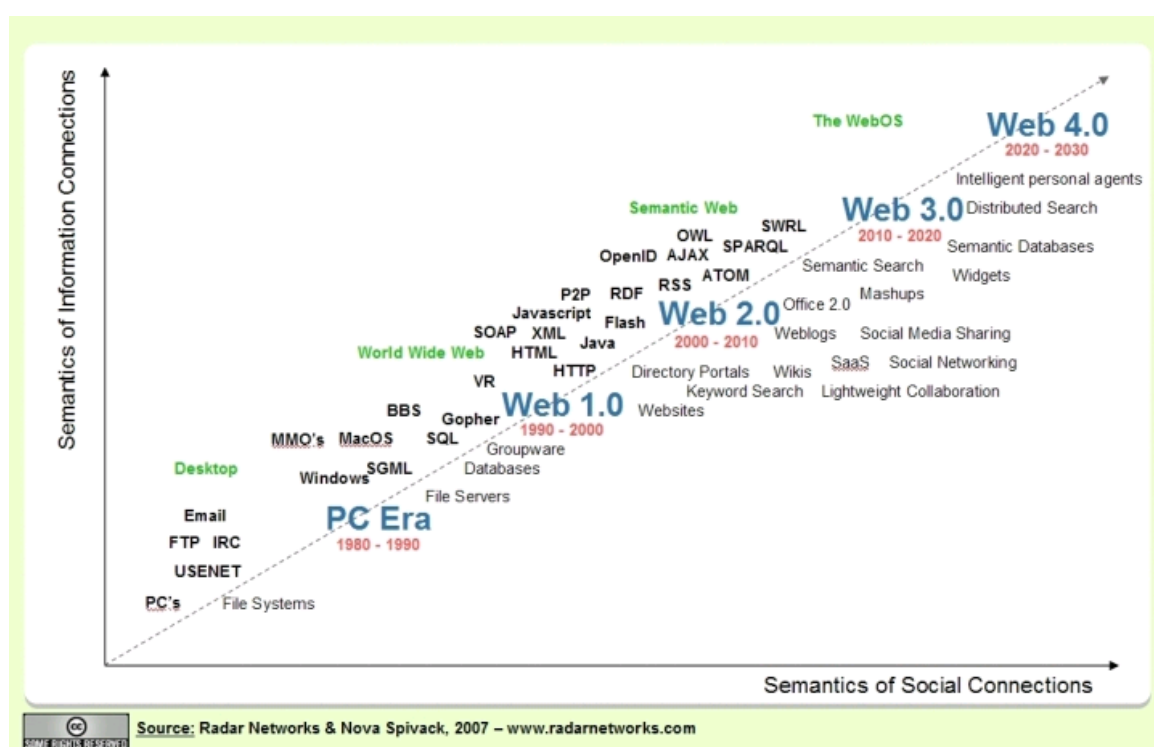 Semantics of Information Connections
The WebOS
Web 4.0
2020 - 2030
Intelligent personal agents
Web 3.0
Distributed Search
2010 - 2020
Semantic Web
SWRL
OWL
SPARQL
Semantic Databases
OpenID
AJAX
Semantic Search
ATOM
Widgets
RSS
P2P
RDF
Mashups
Office 2.0
Javascript
Web 2.0
Flash
SOAP
XML
2000 - 2010
Weblogs
Social Media Sharing
Java
World Wide Web
HTML
SaaS
Social Networking
HTTP
Directory Portals
Wikis
VR
Keyword Search
Lightweight Collaboration
Web 1.0
BBS
Websites
Gopher
1990 - 2000
MMO's
MacOS
SQL
Groupware
Desktop
SGML
Databases
Windows
File Servers
Email
PC Era
FTP
IRC
1980 - 1990
USENET
PC's
File Systems
Semantics of Social Connections
cc
SOME RIGHTS RESERVED
Source: Radar Networks & Nova Spivack, 2007 – www.radarnetworks.com